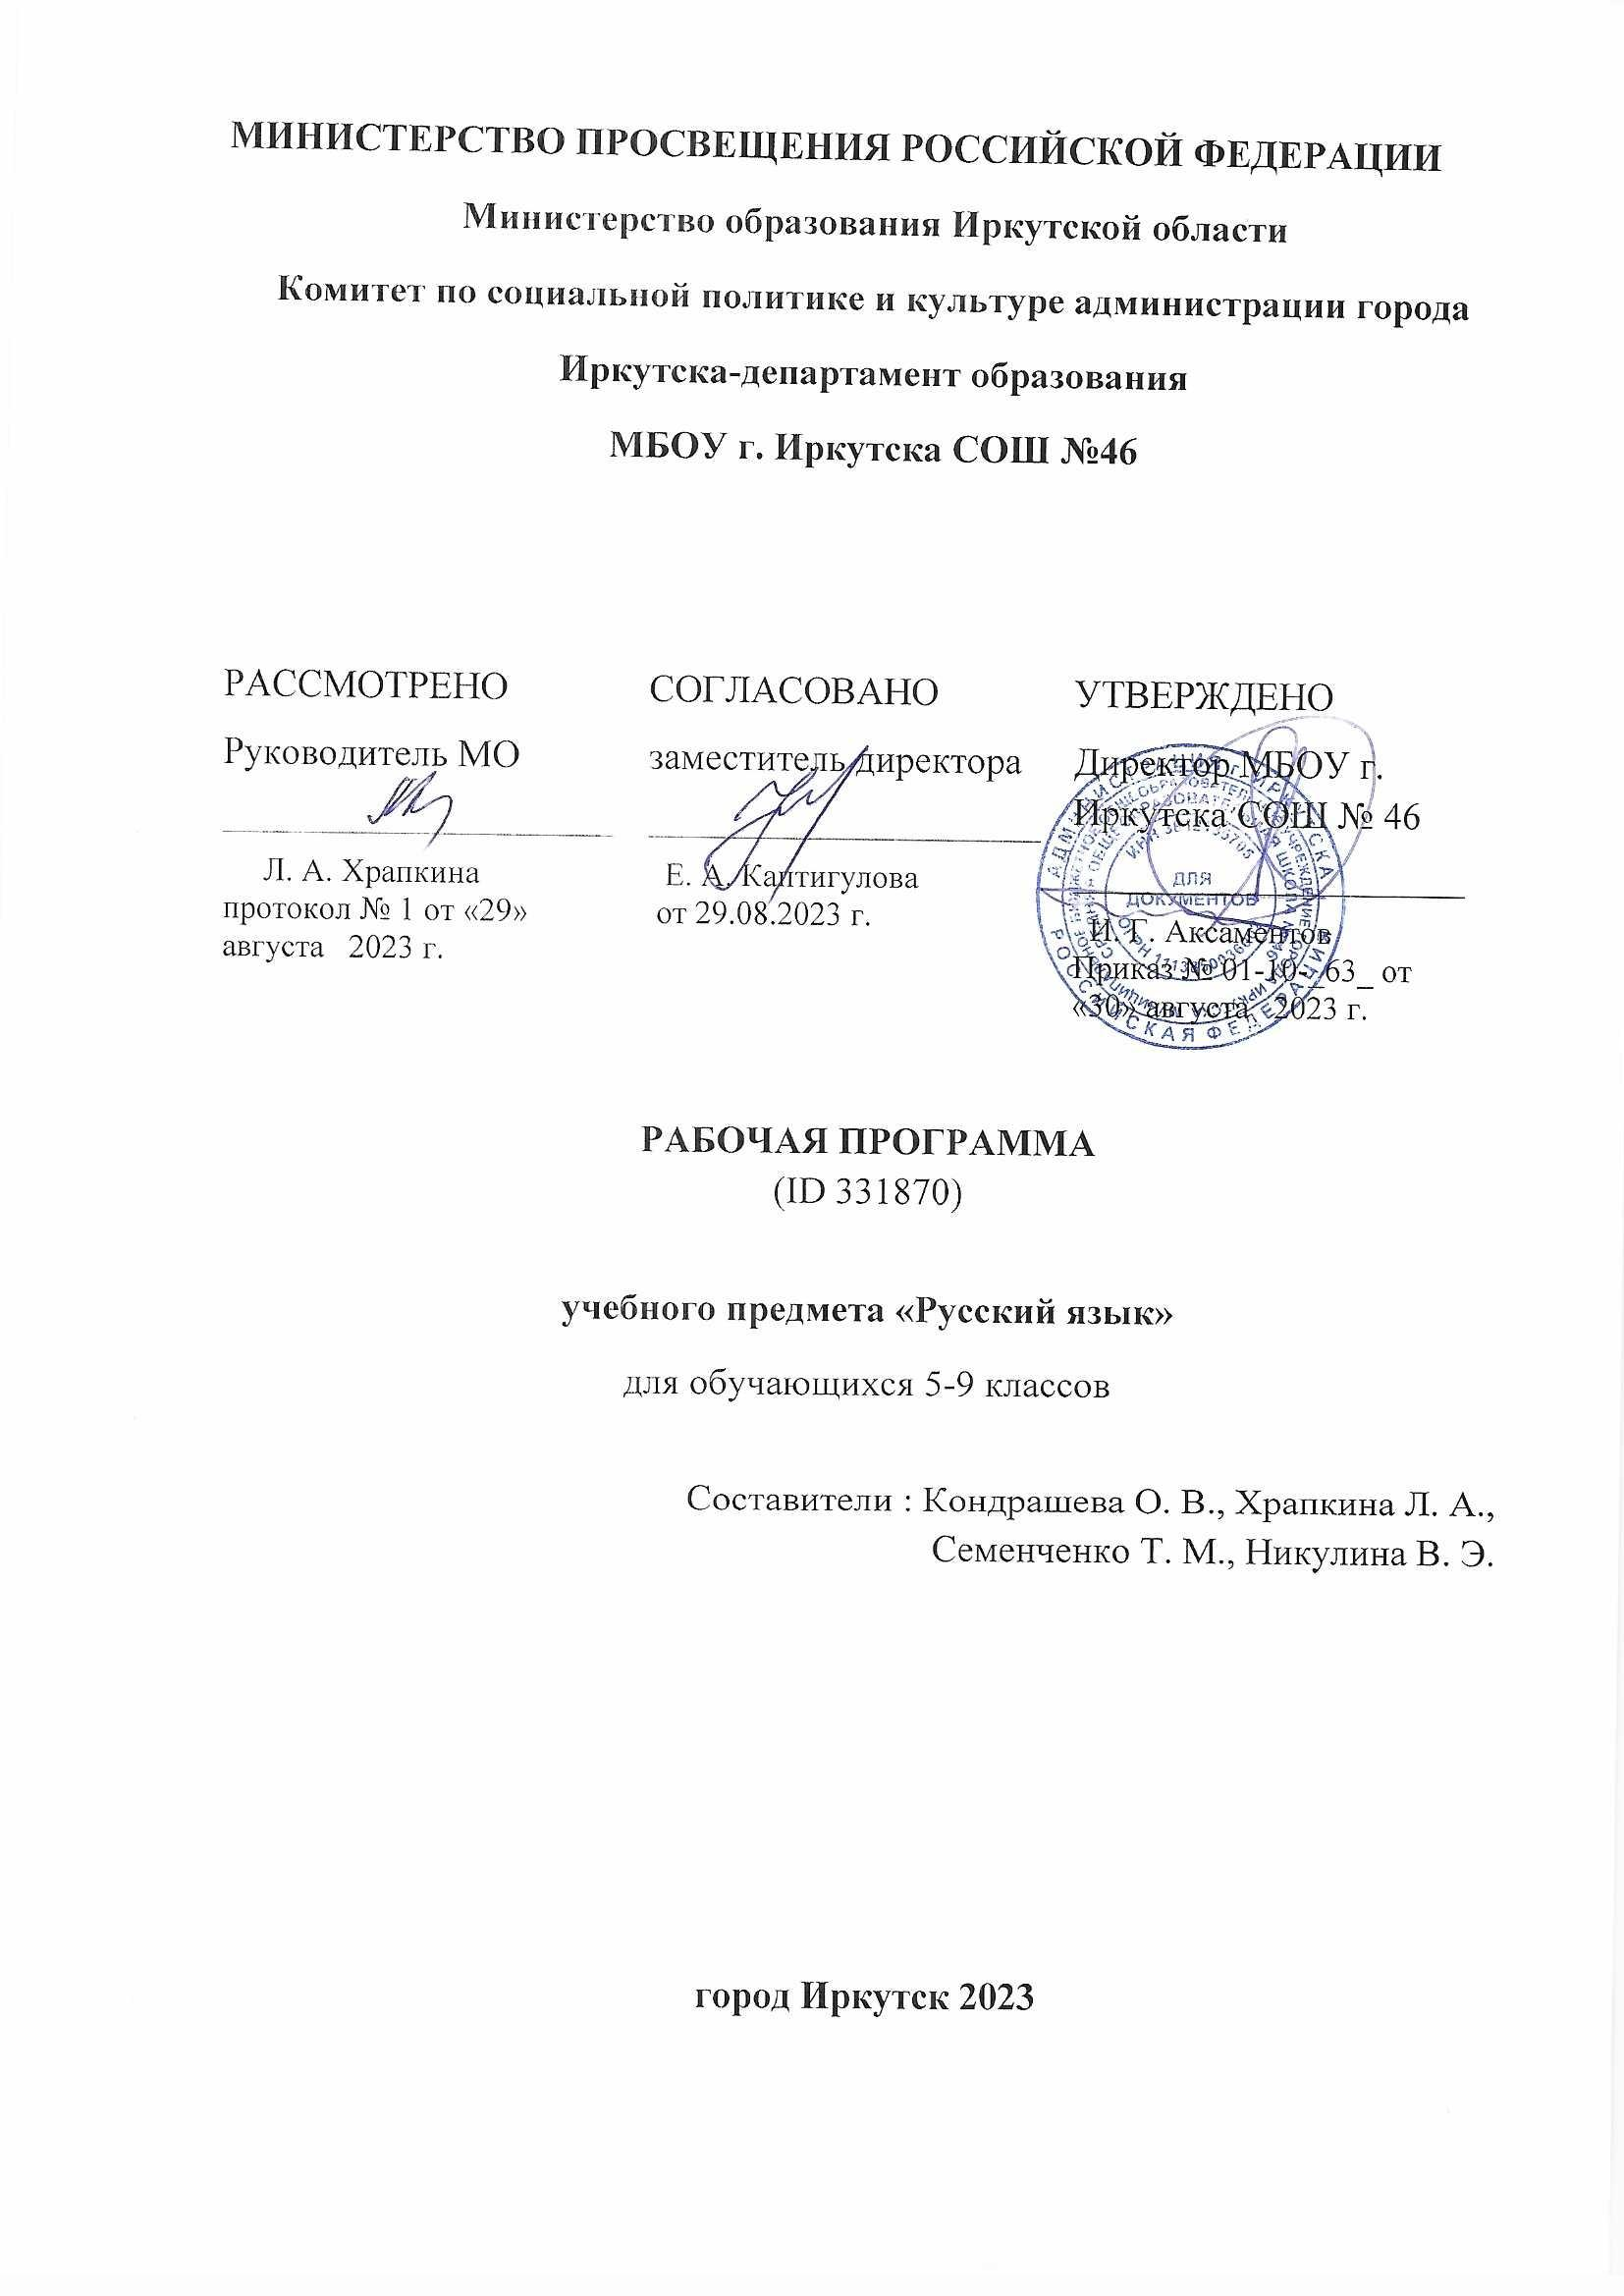 МИНИСТЕРСТВО ПРОСВЕЩЕНИЯ РОССИЙСКОЙ ФЕДЕРАЦИИ
Министерство образования Иркутской области
Комитет по социальной политике и культуре администрации города
Иркутска-департамент образования
МБОУ г. Иркутска СОШ №46
РАССМОТРЕНО
Руководитель МО
Л. А. Храпкина
протокол № 1 от «29»
августа 2023 г.
СОГЛАСОВАНО
заместитель директора
Е. А. Каптигулова
от 29.08.2023 г.
УТВЕРЖДЕНО
Директор МБОУ г.
Иркутска СОШ № 46
И. Г. Аксаментов
Приказ № 01-10-_63_ от
«30» августа 2023 г.
ДЛЯ
ДОКУМЕНТОВ
РОССИЙСКАЯ ФЕДЕРАЦИЯ
РАБОЧАЯ ПРОГРАММА
(ID 331870)
учебного предмета «Русский язык»
для обучающихся 5-9 классов
Составители : Кондрашева О. В., Храпкина Л. А.,
Семенченко Т. М., Никулина В. Э.
город Иркутск 2023